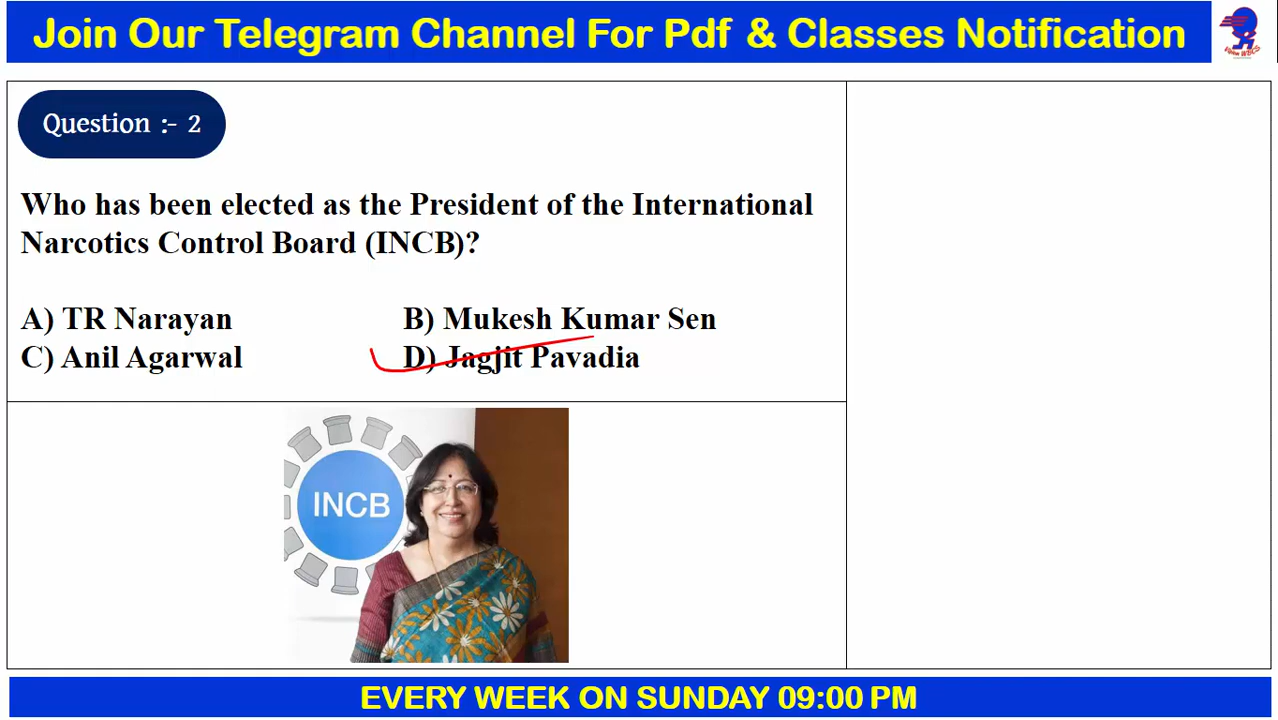 Join Our Telegram Channel For Pdf & Classes Notification
Question :- 2
Who has been elected as the President of the International
Narcotics Control Board (INCB)?
A) TR Narayan
B) Mukesh Kumar Sen
C) Anil Agarwal
D) Jagjit Pavadia
INCB
EVERY WEEK ON SUNDAY 09:00 PM